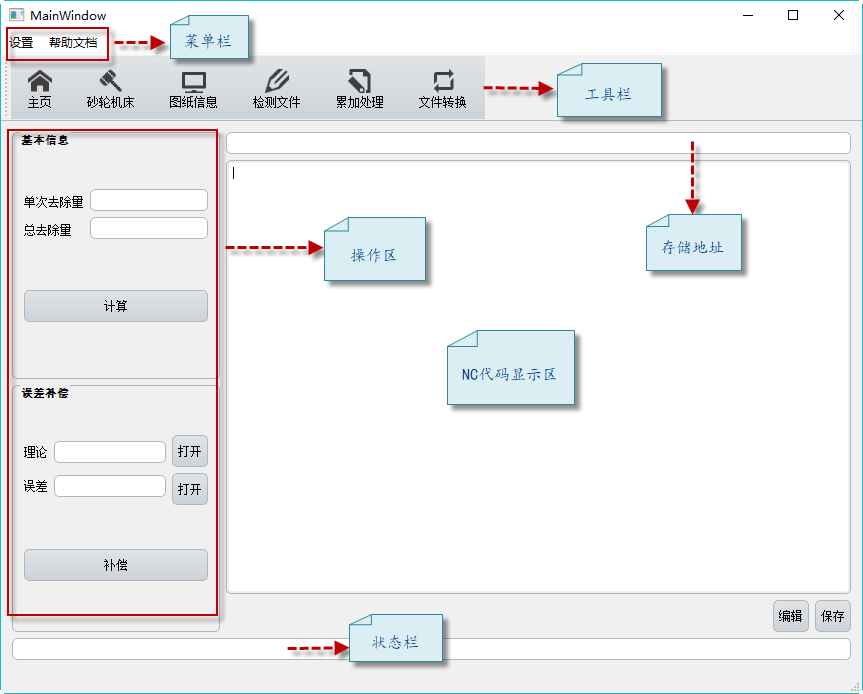 MainWindow
设置 帮助文档
菜单栏
主页 砂轮机床 图纸信息 检测文件 累加处理 文件转换
工具栏
基本信息
单次去除量
总去除量
计算
操作区
存储地址
NC代码显示区
误差补偿
理论 打开
误差 打开
补偿
编辑 保存
状态栏